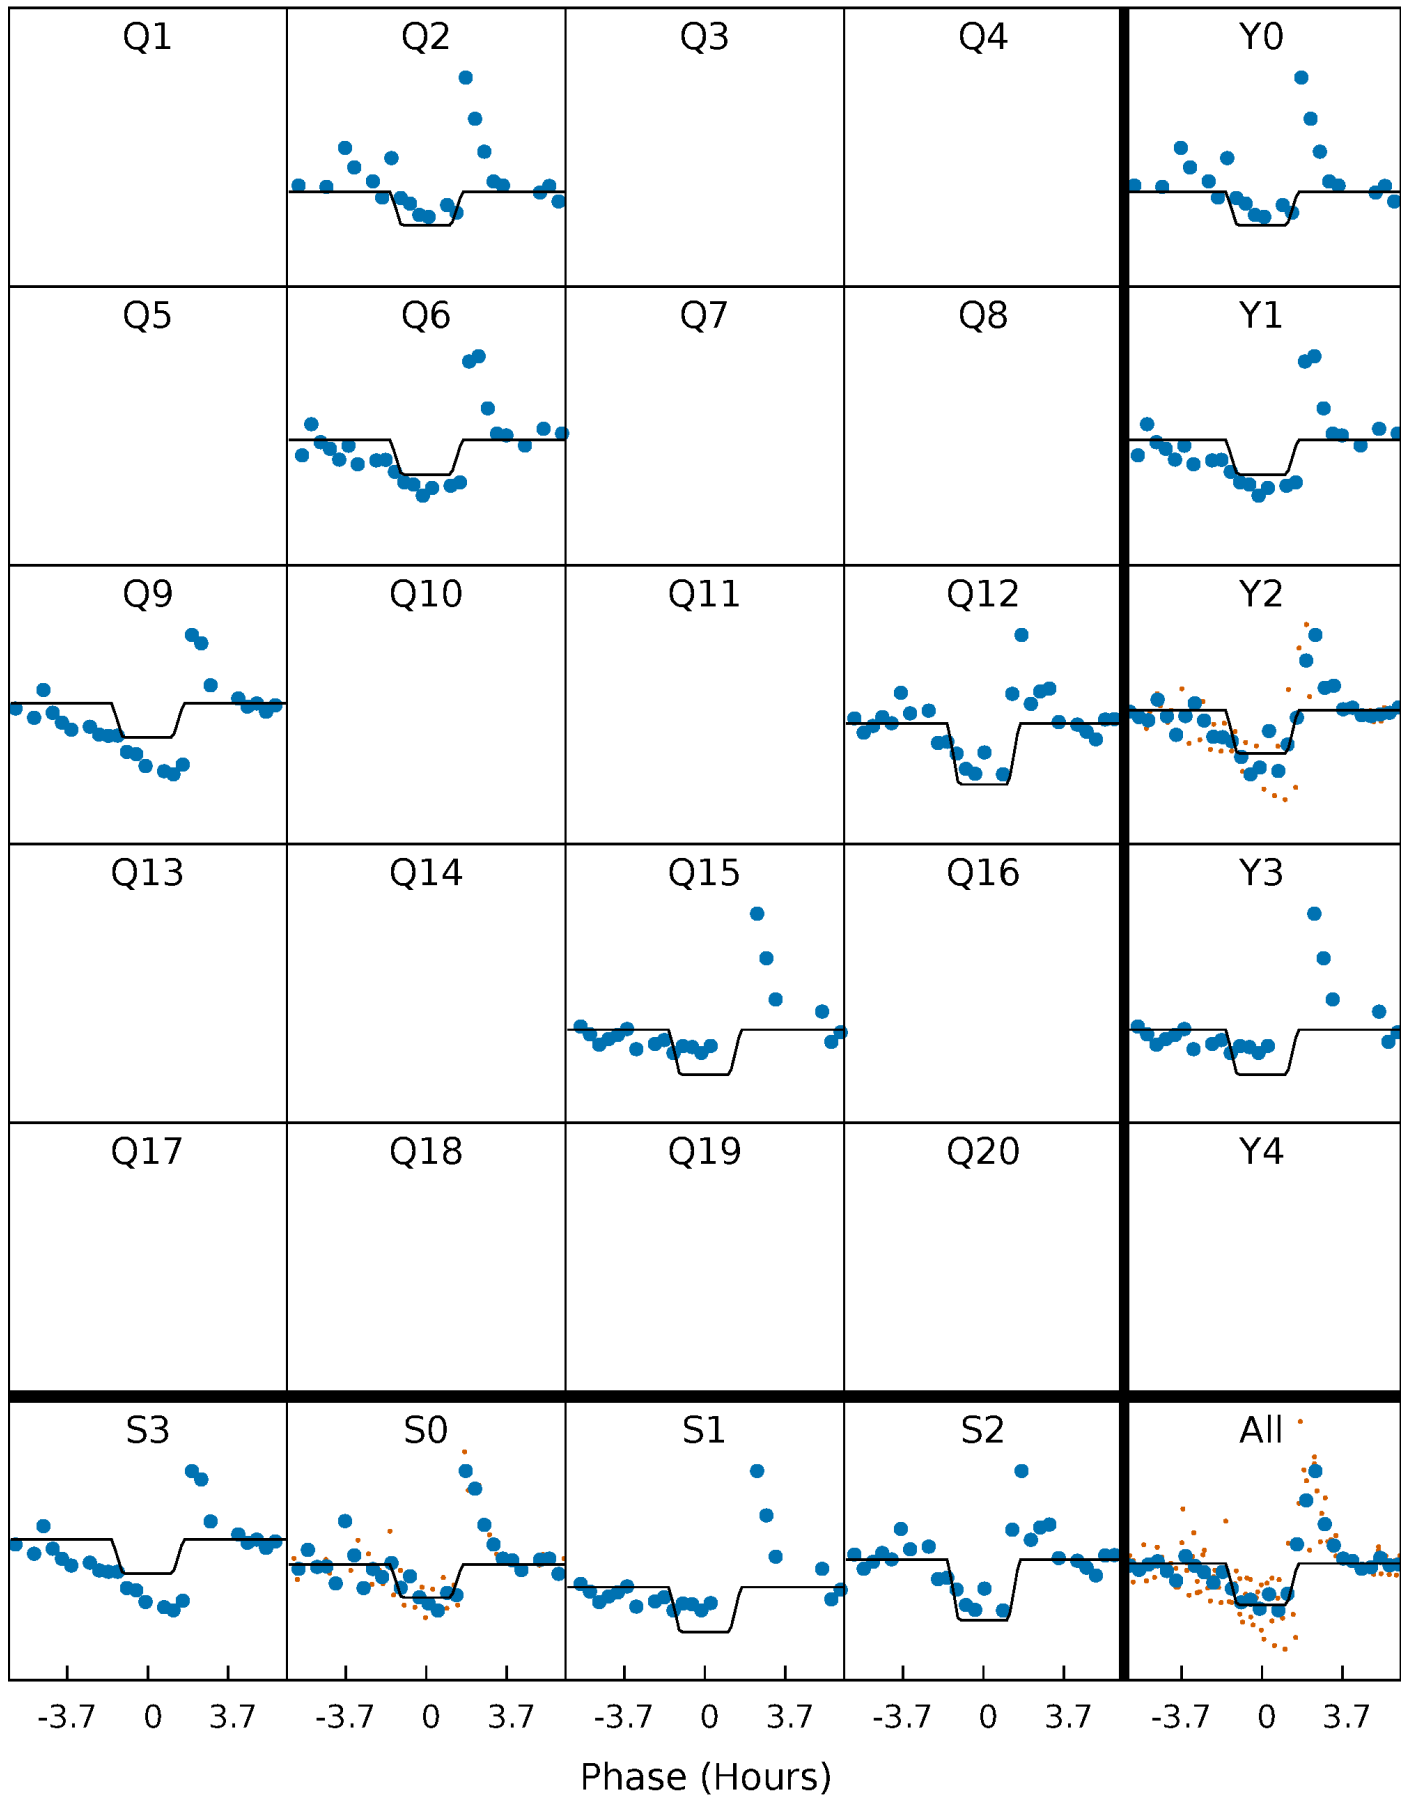 Q1 Q2 Q3 Q4 Y0
Q5 Q6 Q7 Q8 Y1
Q9 Q10 Q11 Q12 Y2
Q13 Q14 Q15 Q16 Y3
Q17 Q18 Q19 Q20 Y4
S3 S0 S1 S2 All
-3.7 0 3.7 -3.7 0 3.7 -3.7 0 3.7 -3.7 0 3.7 -3.7 0 3.7
Phase (Hours)